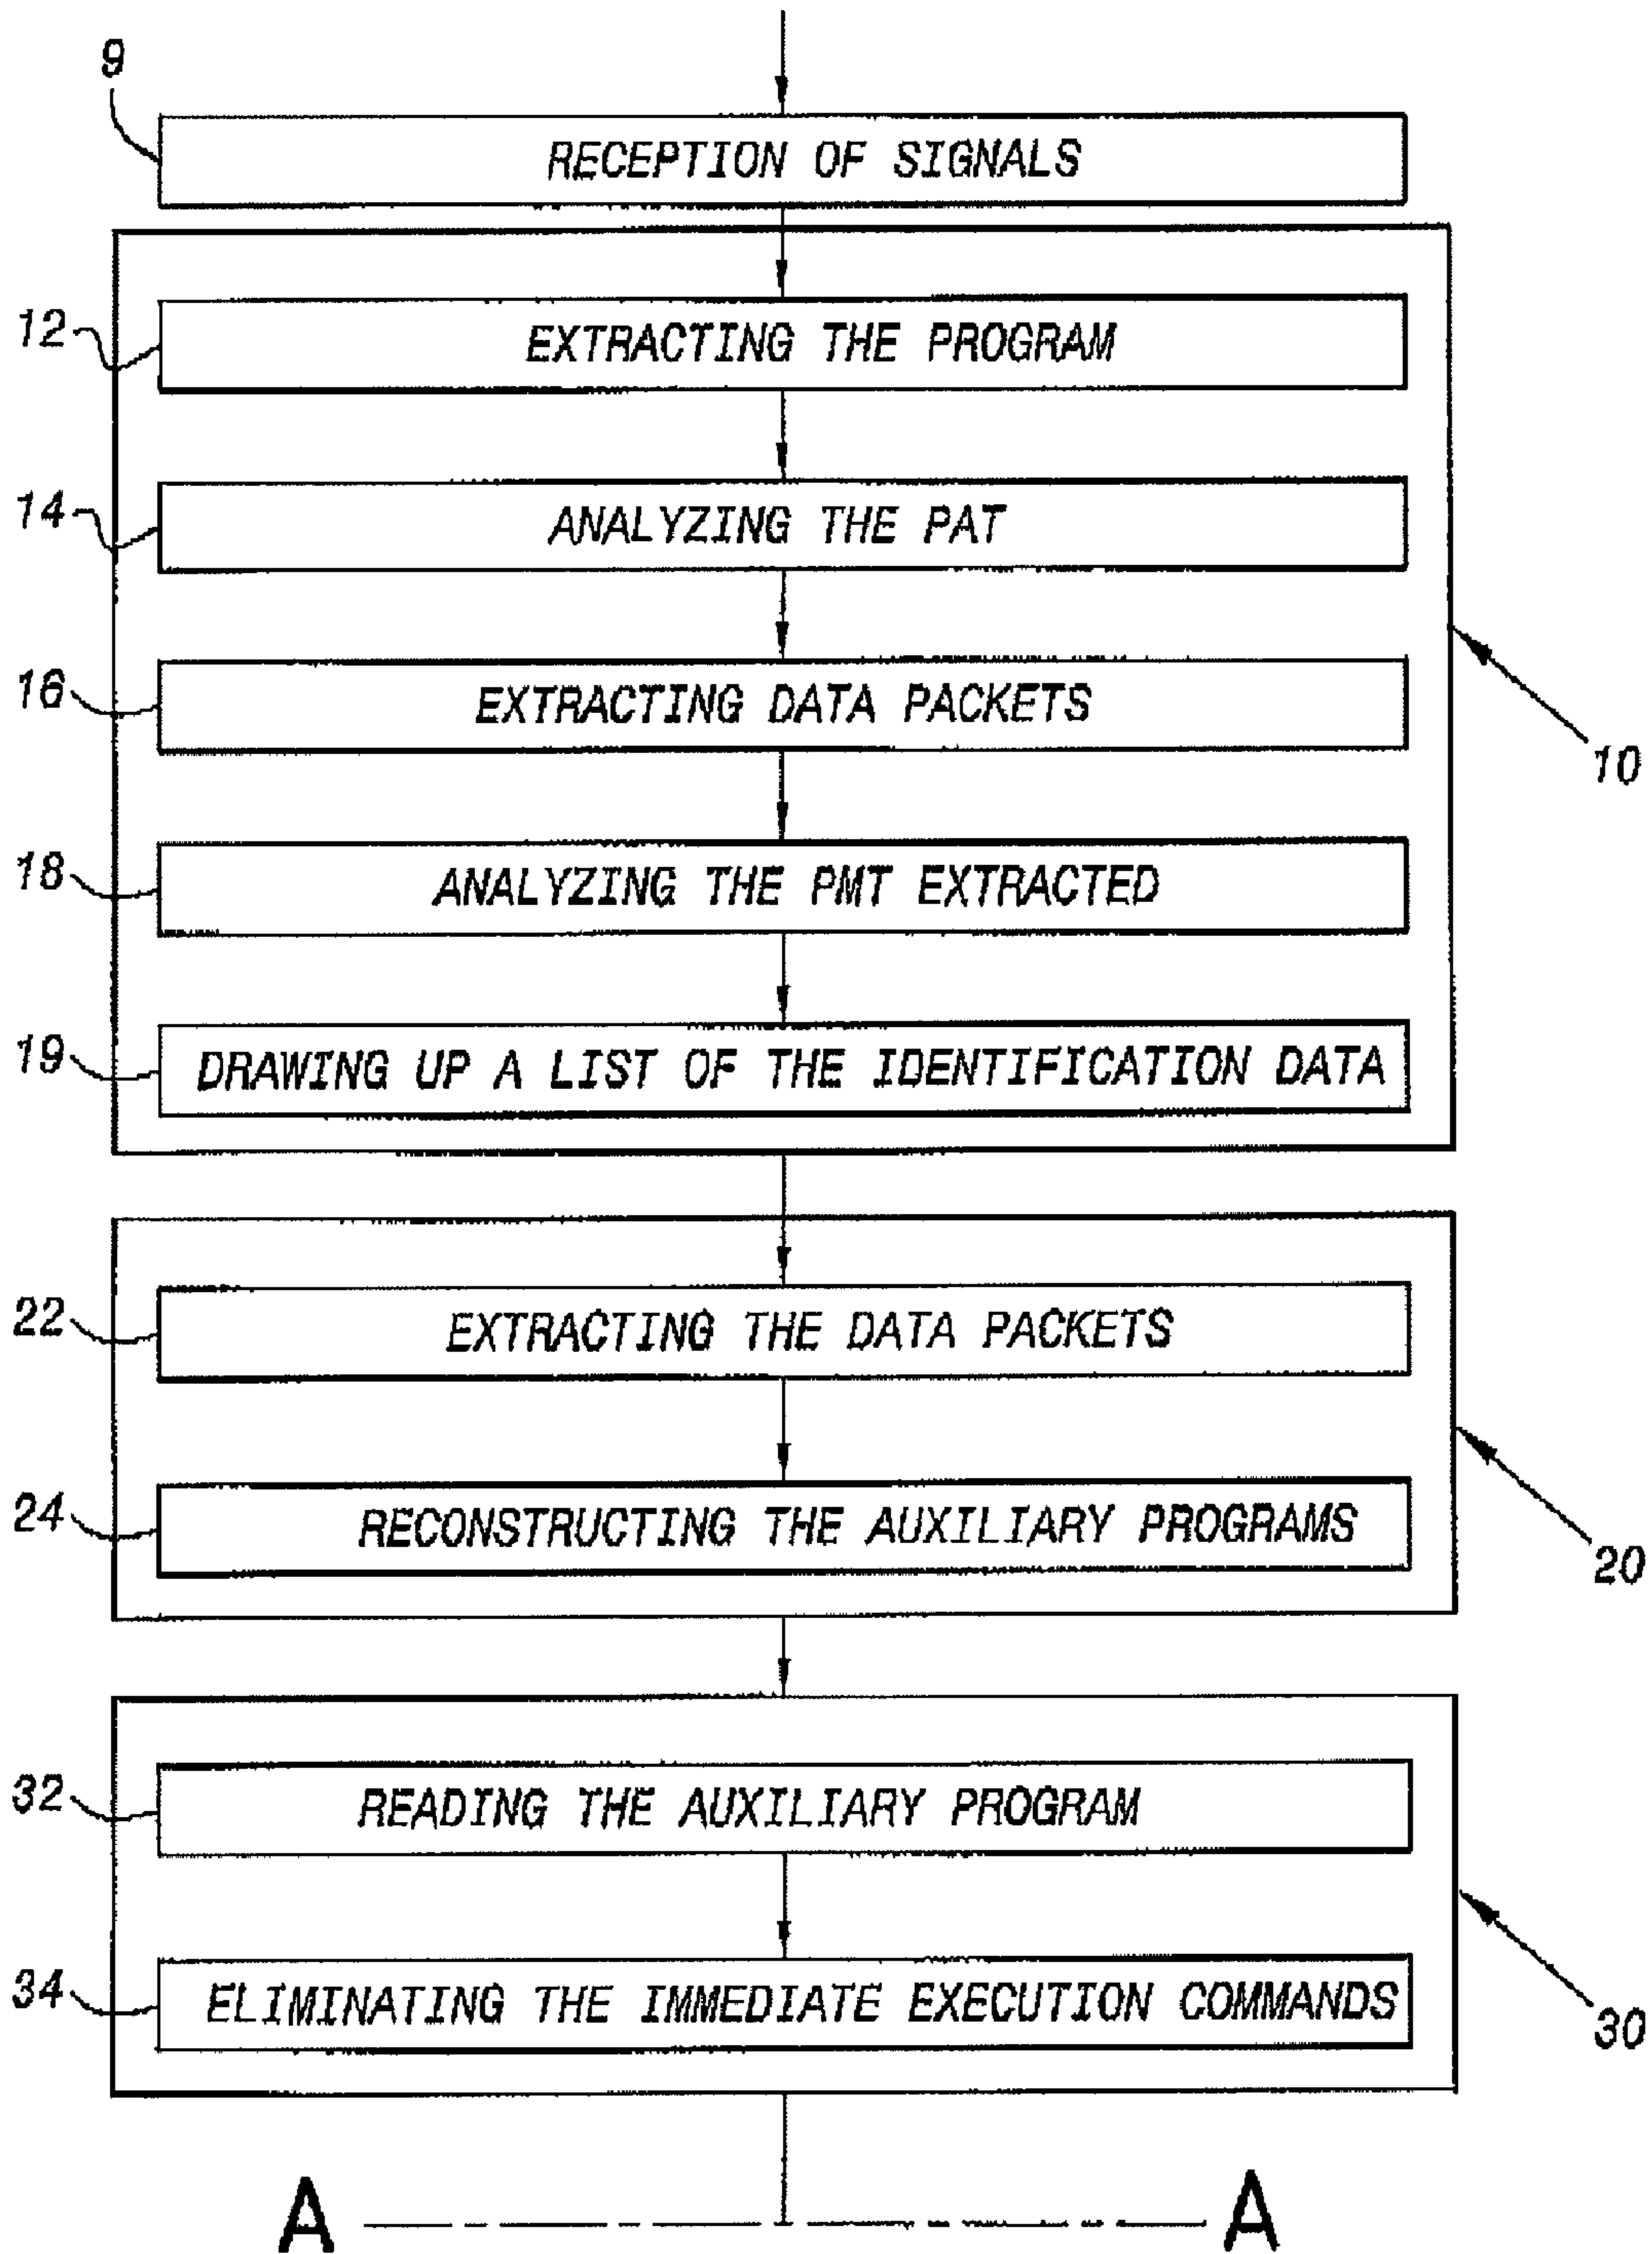 9
RECEPTION OF SIGNALS
12
EXTRACTING THE PROGRAM
14
ANALYZING THE PAT
16
EXTRACTING DATA PACKETS
10
18
ANALYZING THE PMT EXTRACTED
19
DRAWING UP A LIST OF THE IDENTIFICATION DATA
22
EXTRACTING THE DATA PACKETS
24
RECONSTRUCTING THE AUXILIARY PROGRAMS
20
32
READING THE AUXILIARY PROGRAM
34
ELIMINATING THE IMMEDIATE EXECUTION COMMANDS
30
A A